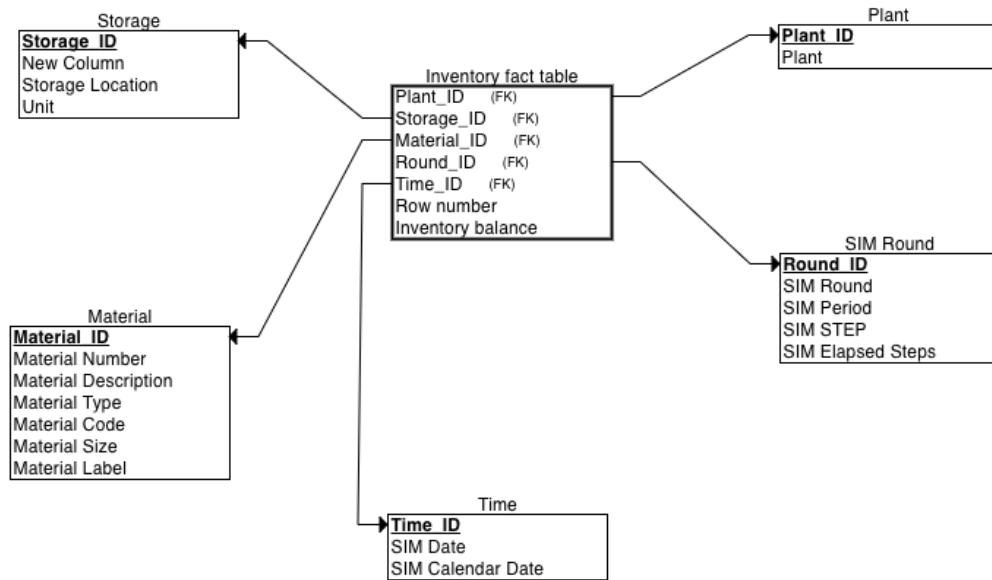 Storage
Storage_ID
New Column
Storage Location
Unit
Plant
Plant_ID
Plant
Inventory fact table
Plant_ID (FK)
Storage_ID (FK)
Material_ID (FK)
Round_ID (FK)
Time_ID (FK)
Row number
Inventory balance
SIM Round
Round_ID
SIM Round
SIM Period
SIM STEP
SIM Elapsed Steps
Material
Material_ID
Material Number
Material Description
Material Type
Material Code
Material Size
Material Label
Time
Time_ID
SIM Date
SIM Calendar Date